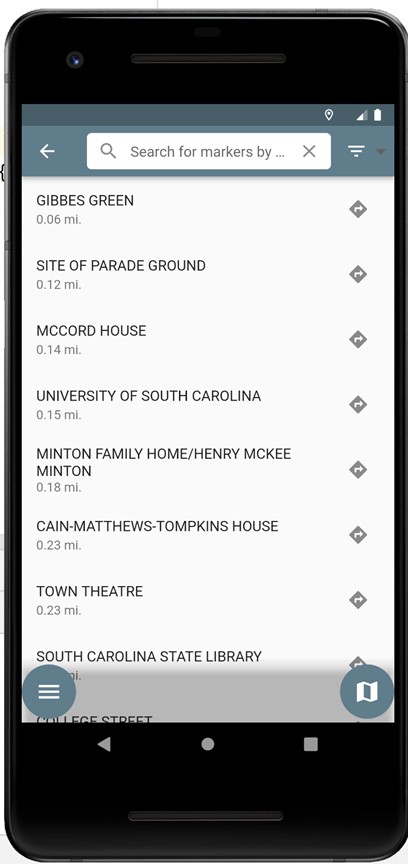 Search for markers by ...
GIBBES GREEN
0.06 mi.
SITE OF PARADE GROUND
0.12 mi.
MCCORD HOUSE
0.14 mi.
UNIVERSITY OF SOUTH CAROLINA
0.15 mi.
MINTON FAMILY HOME/HENRY MCKEE
MINTON
0.18 mi.
CAIN-MATTHEWS-TOMPKINS HOUSE
0.23 mi.
TOWN THEATRE
0.23 mi.
SOUTH CAROLINA STATE LIBRARY
mi.
COLLEGE STREET